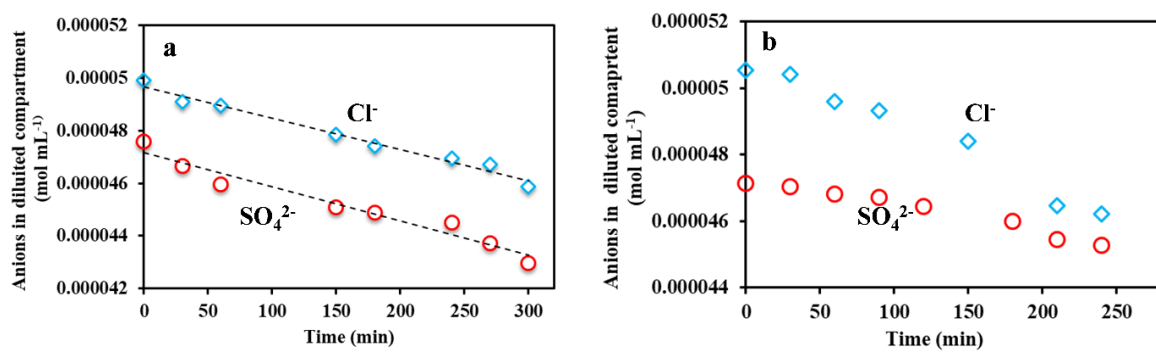 a
Anions in diluted compartment
(mol mL⁻¹)
0.000052
0.00005
0.000048
0.000046
0.000044
0.000042
Cl⁻
SO₄²⁻
0 50 100 150 200 250 300
Time (min)
b
Anions in diluted comaprtent
(mol mL⁻¹)
0.000052
0.00005
0.000048
0.000046
0.000044
Cl⁻
SO₄²⁻
0 50 100 150 200 250
Time (min)